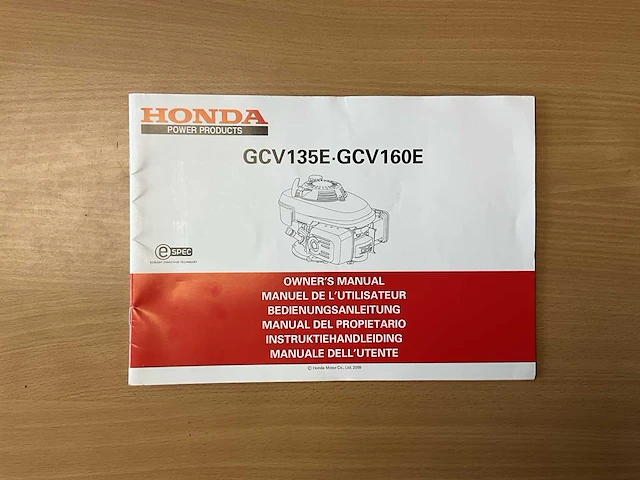 HONDA
POWER PRODUCTS
GCV135E·GCV160E
e SPEC
OWNER'S MANUAL
MANUEL DE L'UTILISATEUR
BEDIENUNGSANLEITUNG
MANUAL DEL PROPIETARIO
INSTRUKTIEHANDLEIDING
MANUALE DELL'UTENTE
© Honda Motor Co., Ltd.